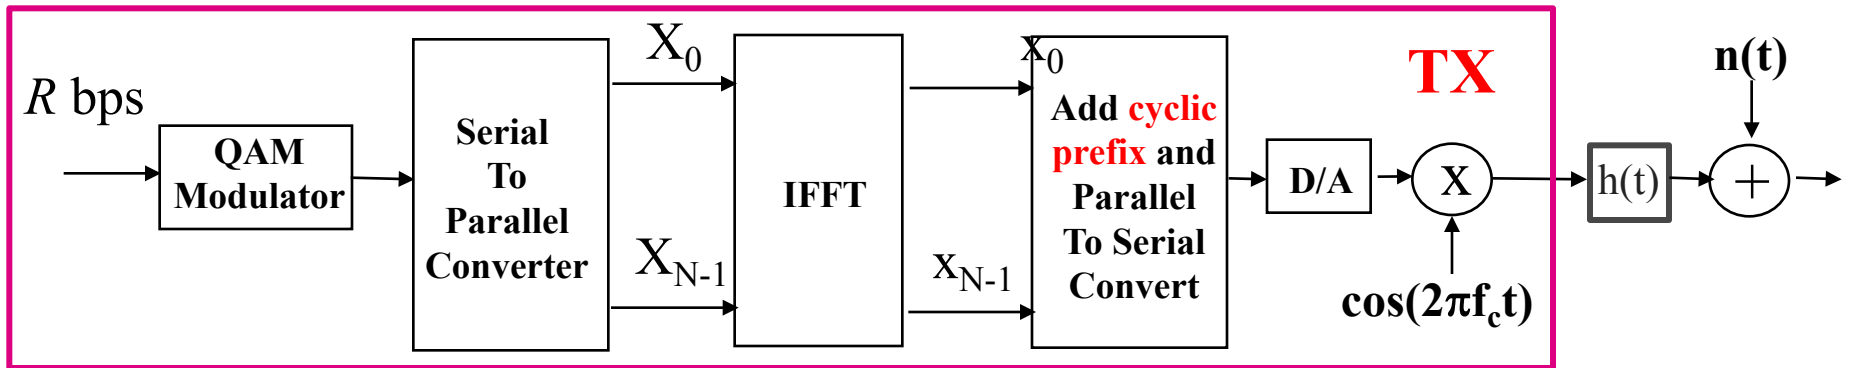 R bps
QAM
Modulator
Serial
To
Parallel
Converter
X0
XN-1
IFFT
x0
xN-1
Add cyclic
prefix and
Parallel
To Serial
Convert
D/A
TX
X
cos(2πfct)
h(t)
n(t)
+